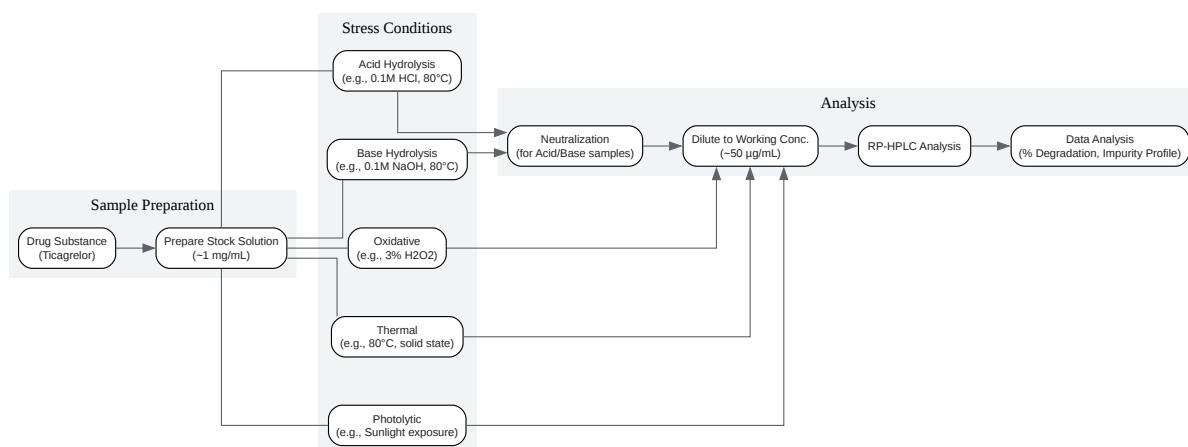 Stress Conditions
Acid Hydrolysis
(e.g., 0.1M HCl, 80°C)
Analysis
Neutralization
(for Acid/Base samples)
Dilute to Working Conc.
(~50 µg/mL)
RP-HPLC Analysis
Data Analysis
(% Degradation, Impurity Profile)
Base Hydrolysis
(e.g., 0.1M NaOH, 80°C)
Sample Preparation
Drug Substance
(Ticagrelor)
Prepare Stock Solution
(~1 mg/mL)
Oxidative
(e.g., 3% H2O2)
Thermal
(e.g., 80°C, solid state)
Photolytic
(e.g., Sunlight exposure)